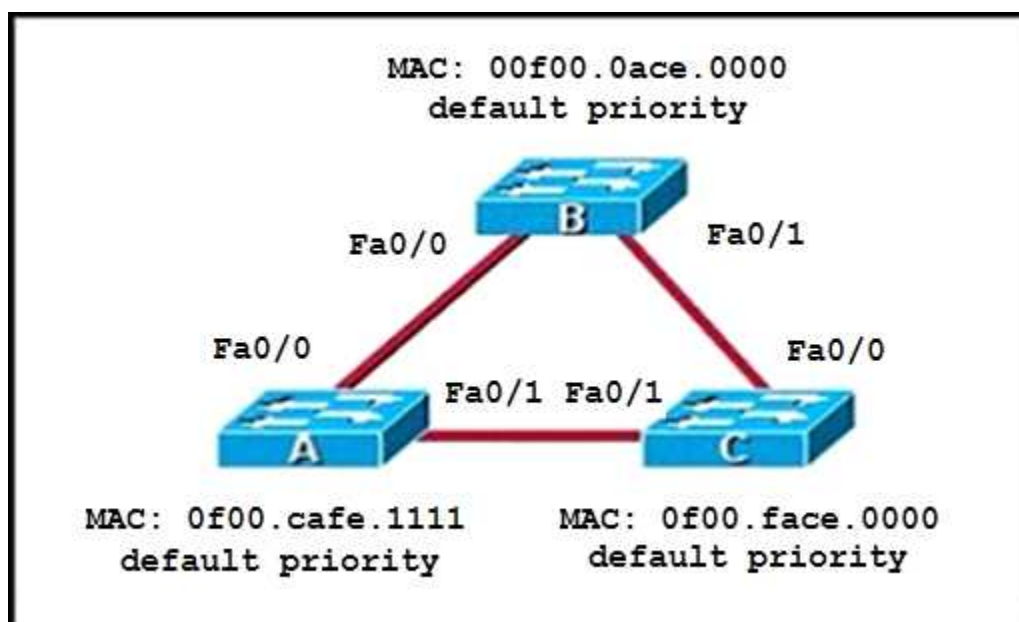 MAC: 00f00.0ace.0000
default priority
B
Fa0/0
Fa0/1
Fa0/0
Fa0/0
Fa0/1 Fa0/1
A
C
MAC: 0f00.cafe.1111
default priority
MAC: 0f00.face.0000
default priority